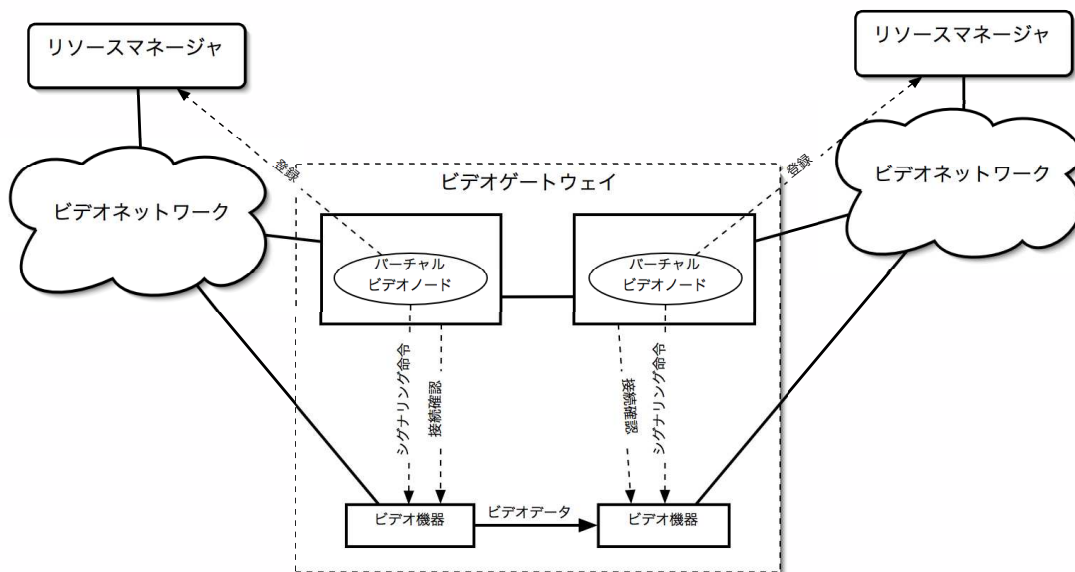 リソースマネージャ
リソースマネージャ
登録
登録
ビデオネットワーク
ビデオゲートウェイ
ビデオネットワーク
バーチャル
ビデオノード
バーチャル
ビデオノード
シグナリング命令
接続確認
接続確認
シグナリング命令
ビデオ機器
ビデオデータ
ビデオ機器